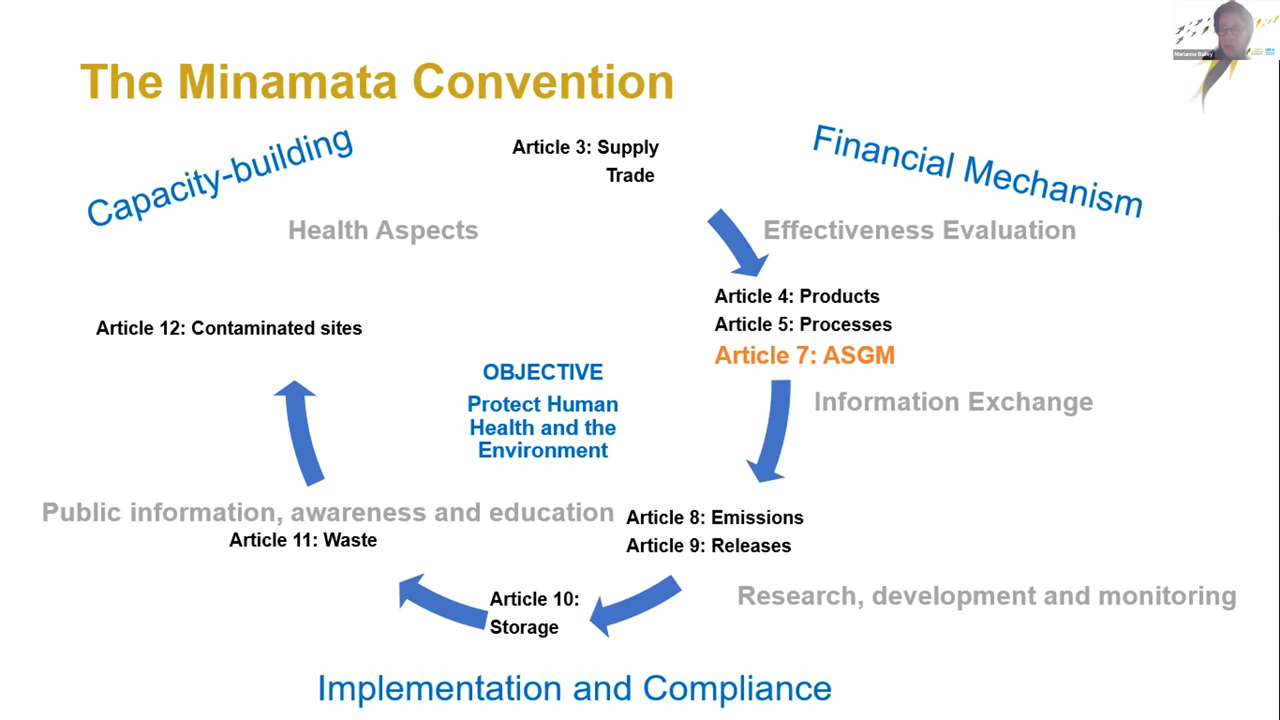 The Minamata Convention
Marianne Bailey
Capacity-building
Article 3: Supply
Trade
Financial Mechanism
Health Aspects
Effectiveness Evaluation
Article 4: Products
Article 5: Processes
Article 7: ASGM
Article 12: Contaminated sites
OBJECTIVE
Protect Human
Health and the
Environment
Information Exchange
Public information, awareness and education
Article 8: Emissions
Article 9: Releases
Article 11: Waste
Article 10:
Storage
Research, development and monitoring
Implementation and Compliance